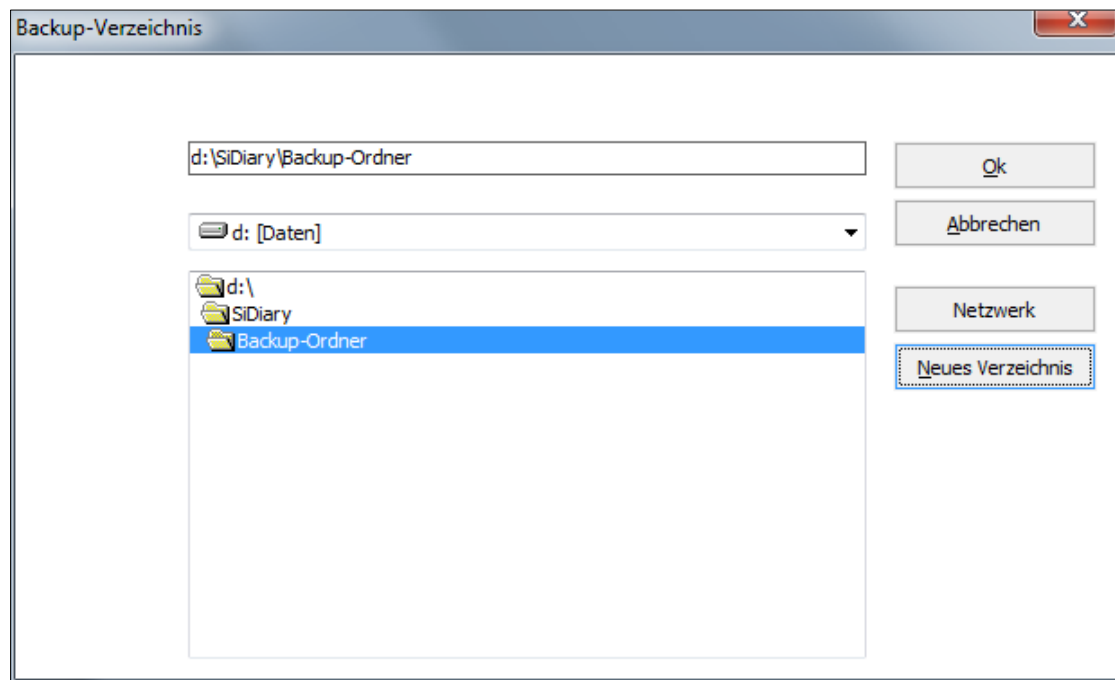 Backup-Verzeichnis
X
d:\SiDiary\Backup-Ordner
Ok
d: [Daten]
Abbrechen
d:\
SiDiary
Backup-Ordner
Netzwerk
Neues Verzeichnis